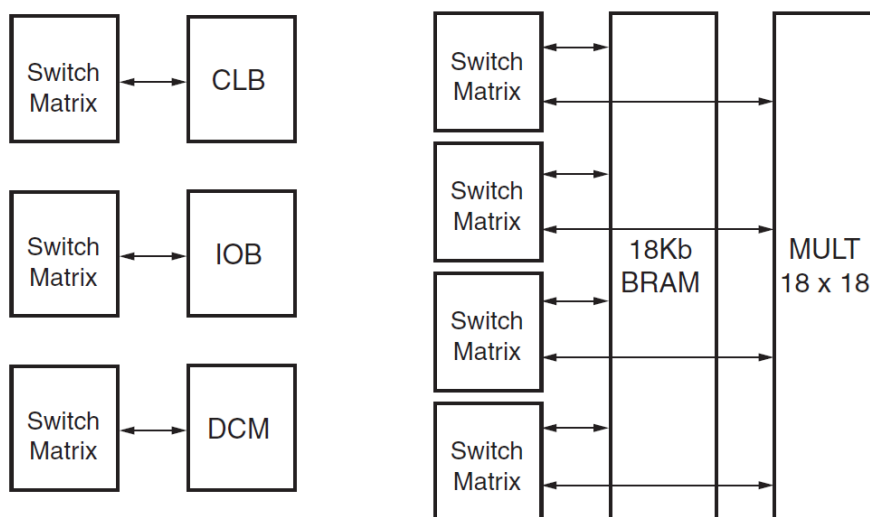 Switch
Matrix
CLB
Switch
Matrix
IOB
Switch
Matrix
DCM
Switch
Matrix
Switch
Matrix
Switch
Matrix
Switch
Matrix
18Kb
BRAM
MULT
18 x 18